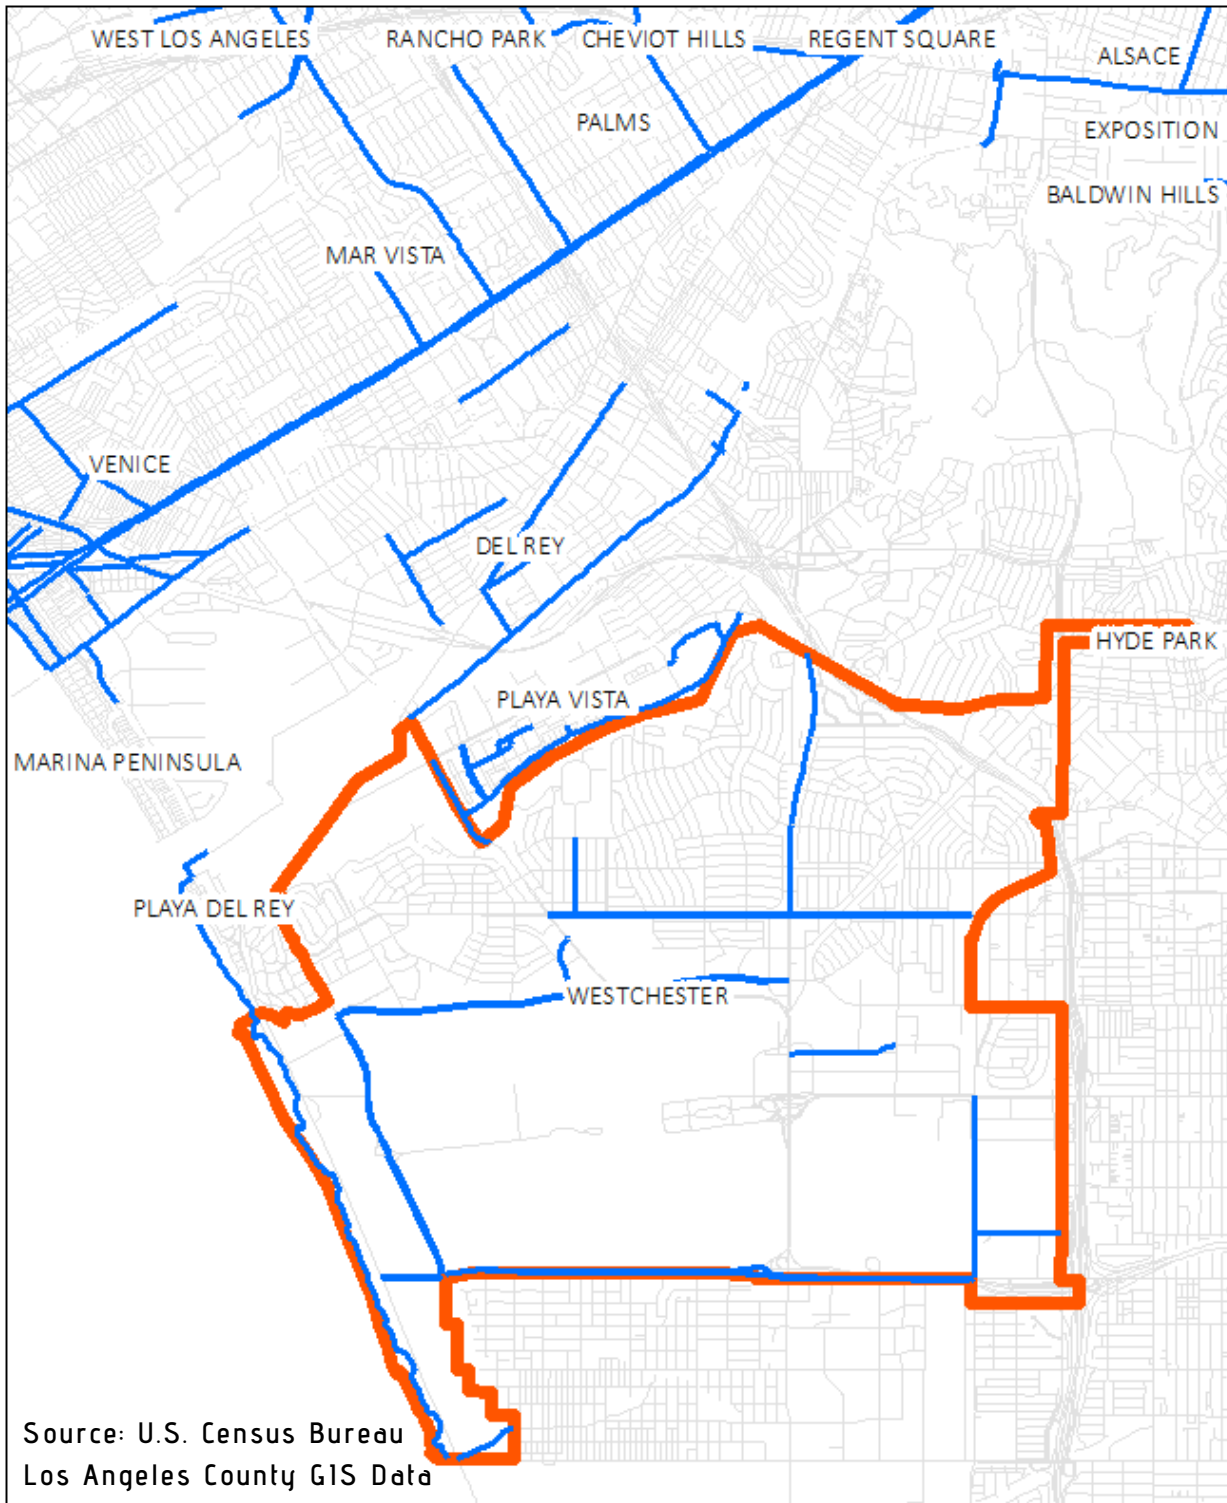 WEST LOS ANGELES
RANCHO PARK
CHEVIOT HILLS
REGENT SQUARE
ALSACE
PALMS
EXPOSITION
BALDWIN HILLS
MAR VISTA
VENICE
DEL REY
HYDE PARK
PLAYA VISTA
MARINA PENINSULA
PLAYA DEL REY
WESTCHESTER
Source: U.S. Census Bureau
Los Angeles County GIS Data